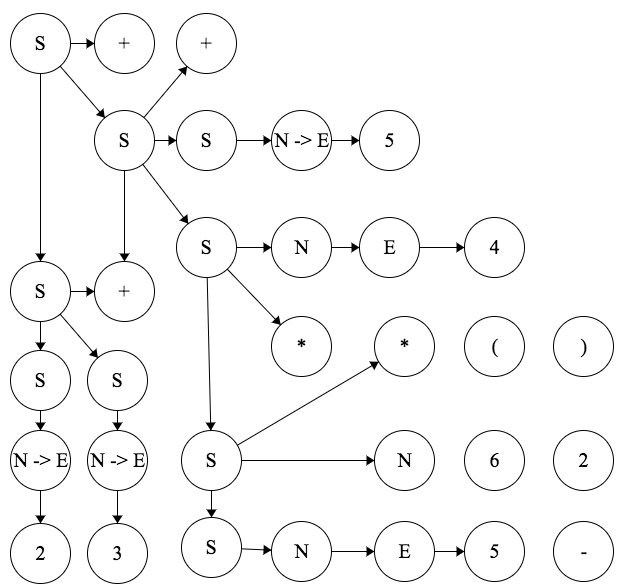 S + +
S S N -> E 5
S N E 4
S +
* * ( )
S S
N -> E N -> E S N 6 2
2 3 S N E 5 -